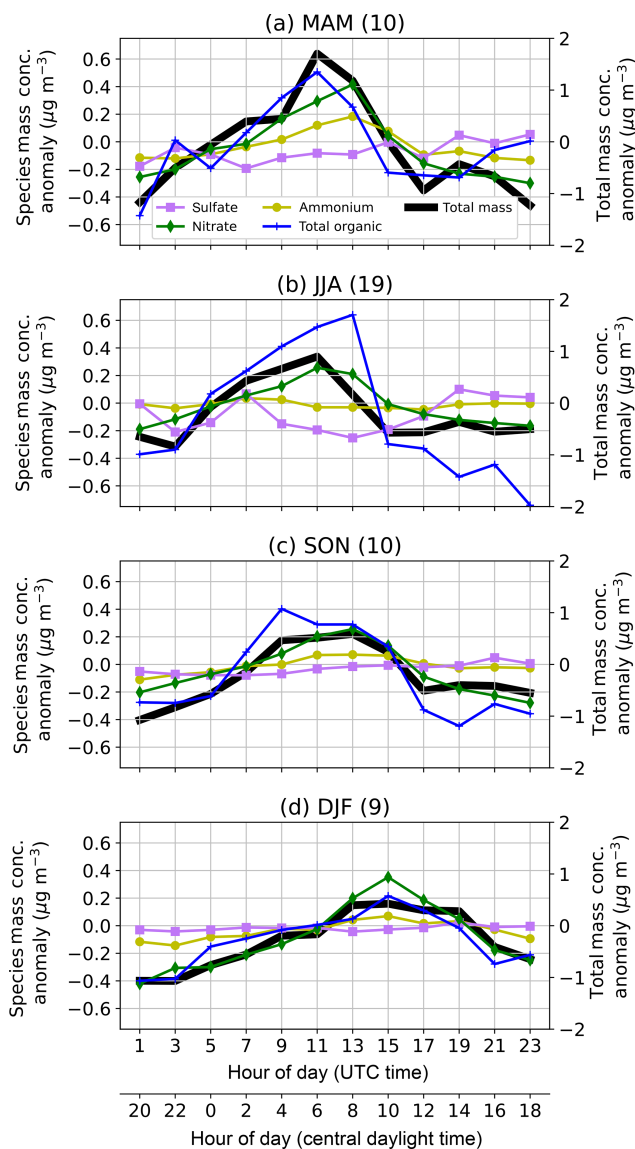 (a) MAM (10)
Species mass conc.
anomaly (µg m⁻³)
0.6
0.4
0.2
0.0
−0.2
−0.4
−0.6
2
1
0
−1
−2
Total mass conc.
anomaly (µg m⁻³)
Sulfate
Ammonium
Total mass
Nitrate
Total organic
(b) JJA (19)
Species mass conc.
anomaly (µg m⁻³)
0.6
0.4
0.2
0.0
−0.2
−0.4
−0.6
2
1
0
−1
−2
Total mass conc.
anomaly (µg m⁻³)
(c) SON (10)
Species mass conc.
anomaly (µg m⁻³)
0.6
0.4
0.2
0.0
−0.2
−0.4
−0.6
2
1
0
−1
−2
Total mass conc.
anomaly (µg m⁻³)
(d) DJF (9)
Species mass conc.
anomaly (µg m⁻³)
0.6
0.4
0.2
0.0
−0.2
−0.4
−0.6
2
1
0
−1
−2
Total mass conc.
anomaly (µg m⁻³)
1 3 5 7 9 11 13 15 17 19 21 23
Hour of day (UTC time)
20 22 0 2 4 6 8 10 12 14 16 18
Hour of day (central daylight time)